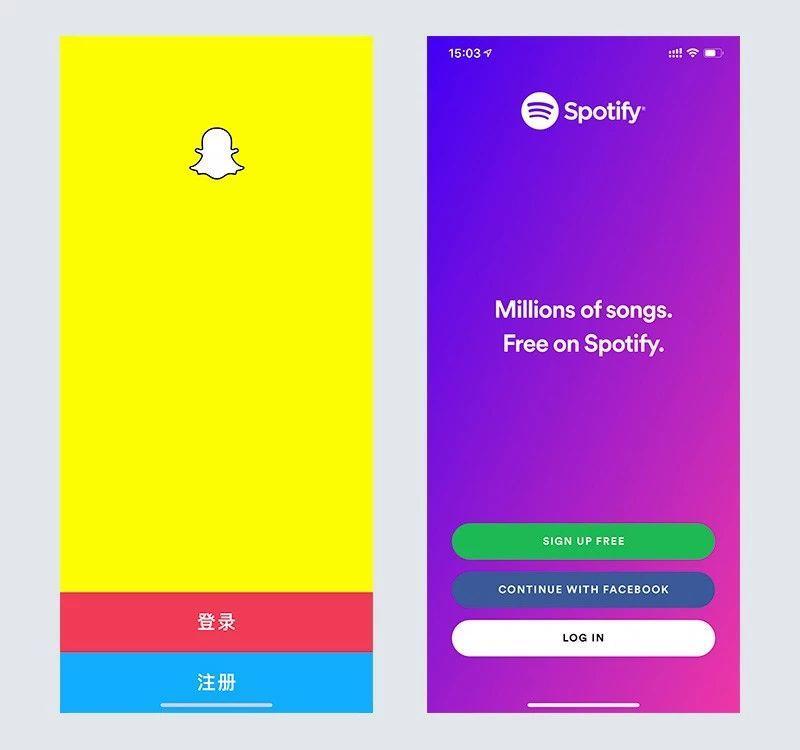 登录
注册
15:03
Spotify®
Millions of songs.
Free on Spotify.
SIGN UP FREE
CONTINUE WITH FACEBOOK
LOG IN